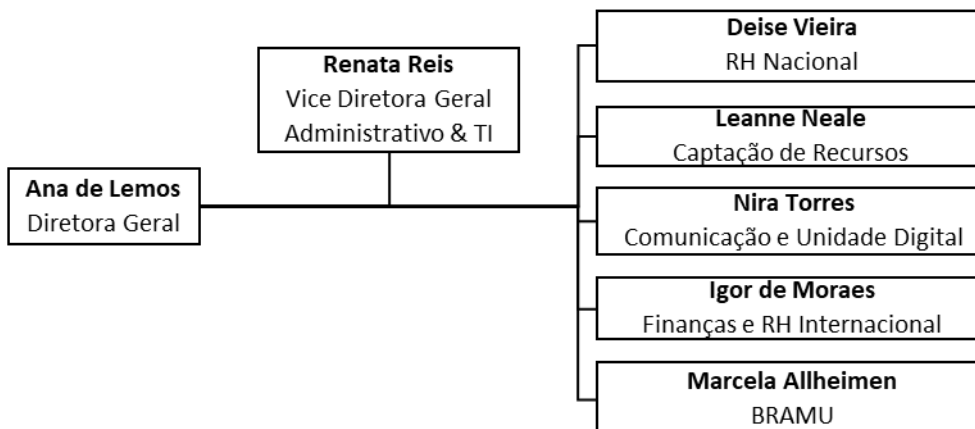 Ana de Lemos
Diretora Geral
Renata Reis
Vice Diretora Geral
Administrativo & TI
Deise Vieira
RH Nacional
Leanne Neale
Captação de Recursos
Nira Torres
Comunicação e Unidade Digital
Igor de Moraes
Finanças e RH Internacional
Marcela Allheimen
BRAMU